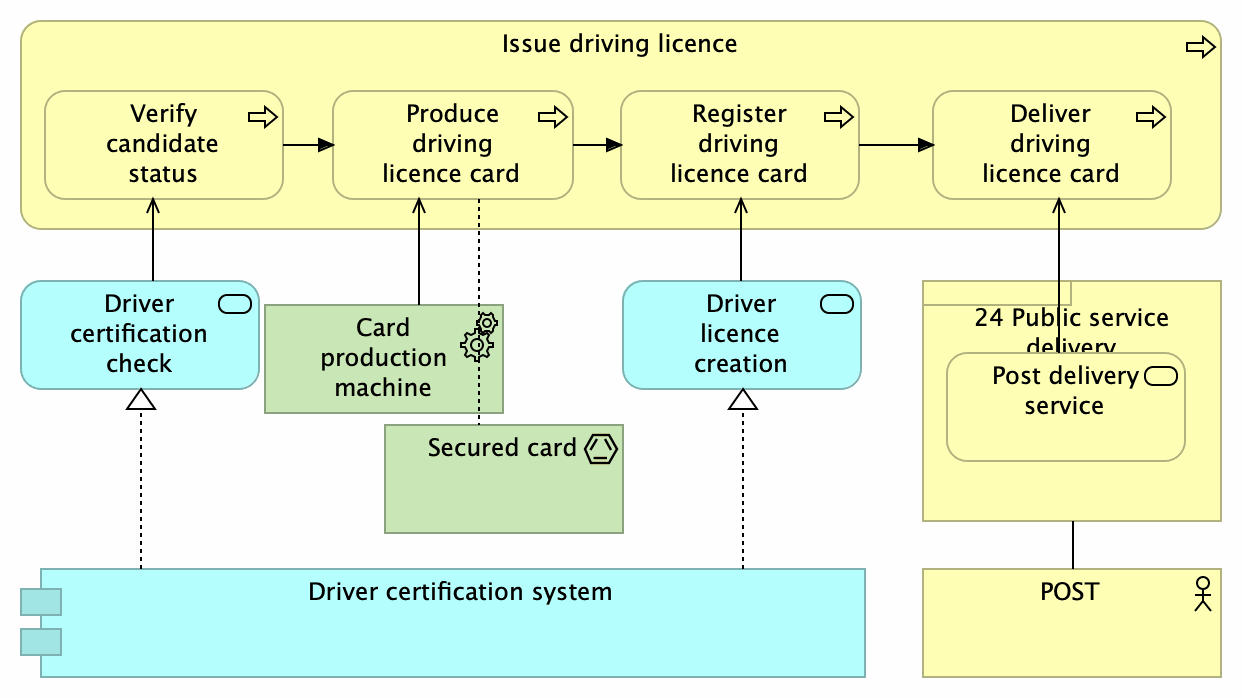 Issue driving licence
Verify
candidate
status
Produce
driving
licence card
Register
driving
licence card
Deliver
driving
licence card
Driver
certification
check
Card
production
machine
Secured card
Driver
licence
creation
24 Public service
delivery
Post delivery
service
Driver certification system
POST